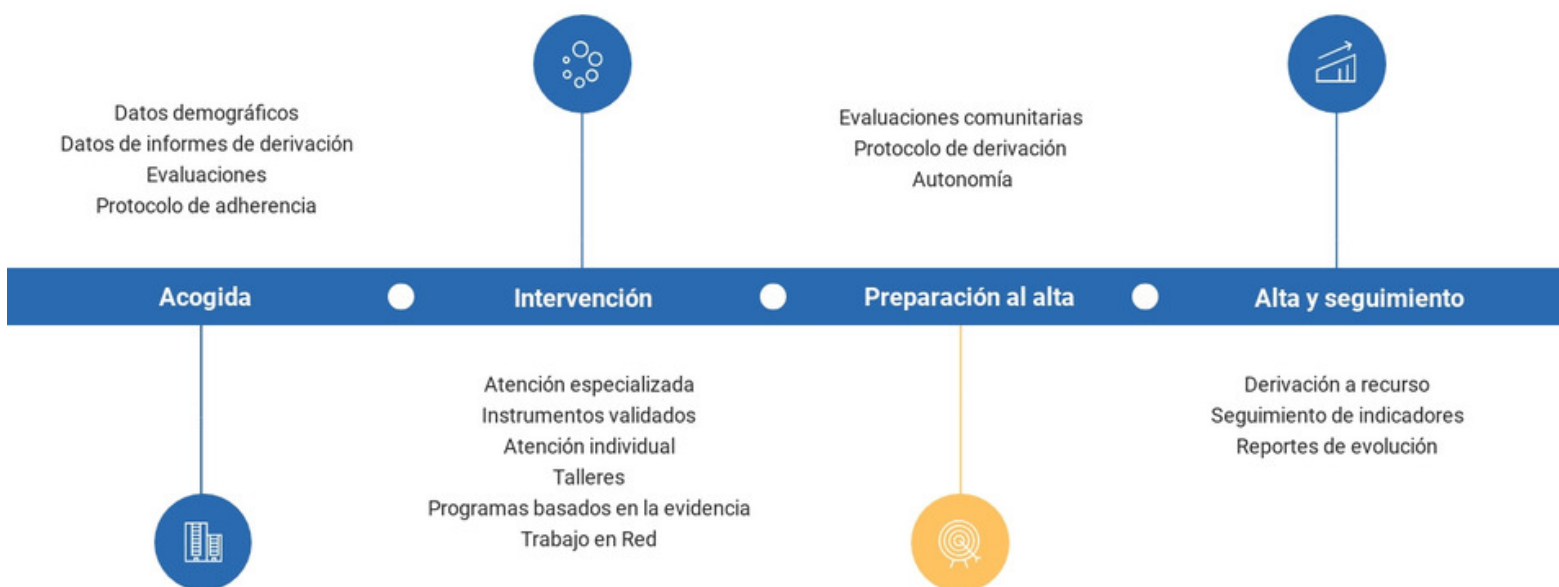 Datos demográficos
Datos de informes de derivación
Evaluaciones
Protocolo de adherencia
Evaluaciones comunitarias
Protocolo de derivación
Autonomía
Acogida
Intervención
Preparación al alta
Alta y seguimiento
Atención especializada
Instrumentos validados
Atención individual
Talleres
Programas basados en la evidencia
Trabajo en Red
Derivación a recurso
Seguimiento de indicadores
Reportes de evolución